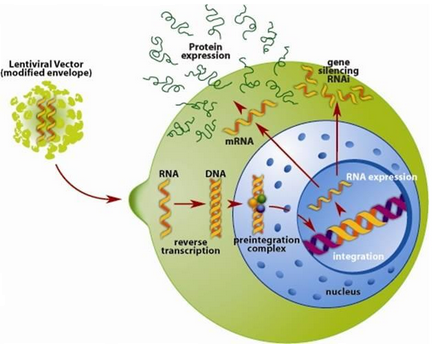 Lentiviral Vector
(modified envelope)
Protein
expression
gene
silencing
RNAi
mRNA
RNA
DNA
RNA expression
reverse
transcription
preintegration
complex
integration
nucleus